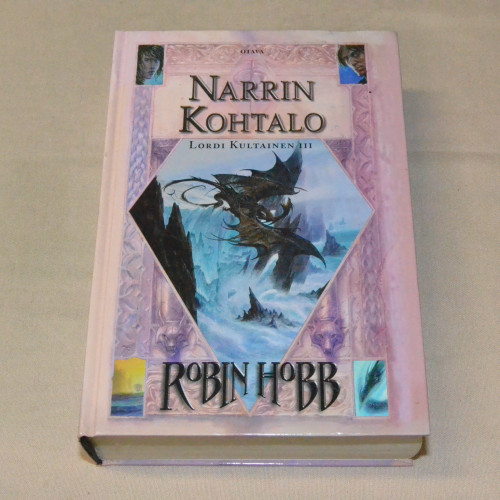 OTAVA
NARRIN
KOHTALO
LORDI KULTAINEN III
ROBIN HOBB